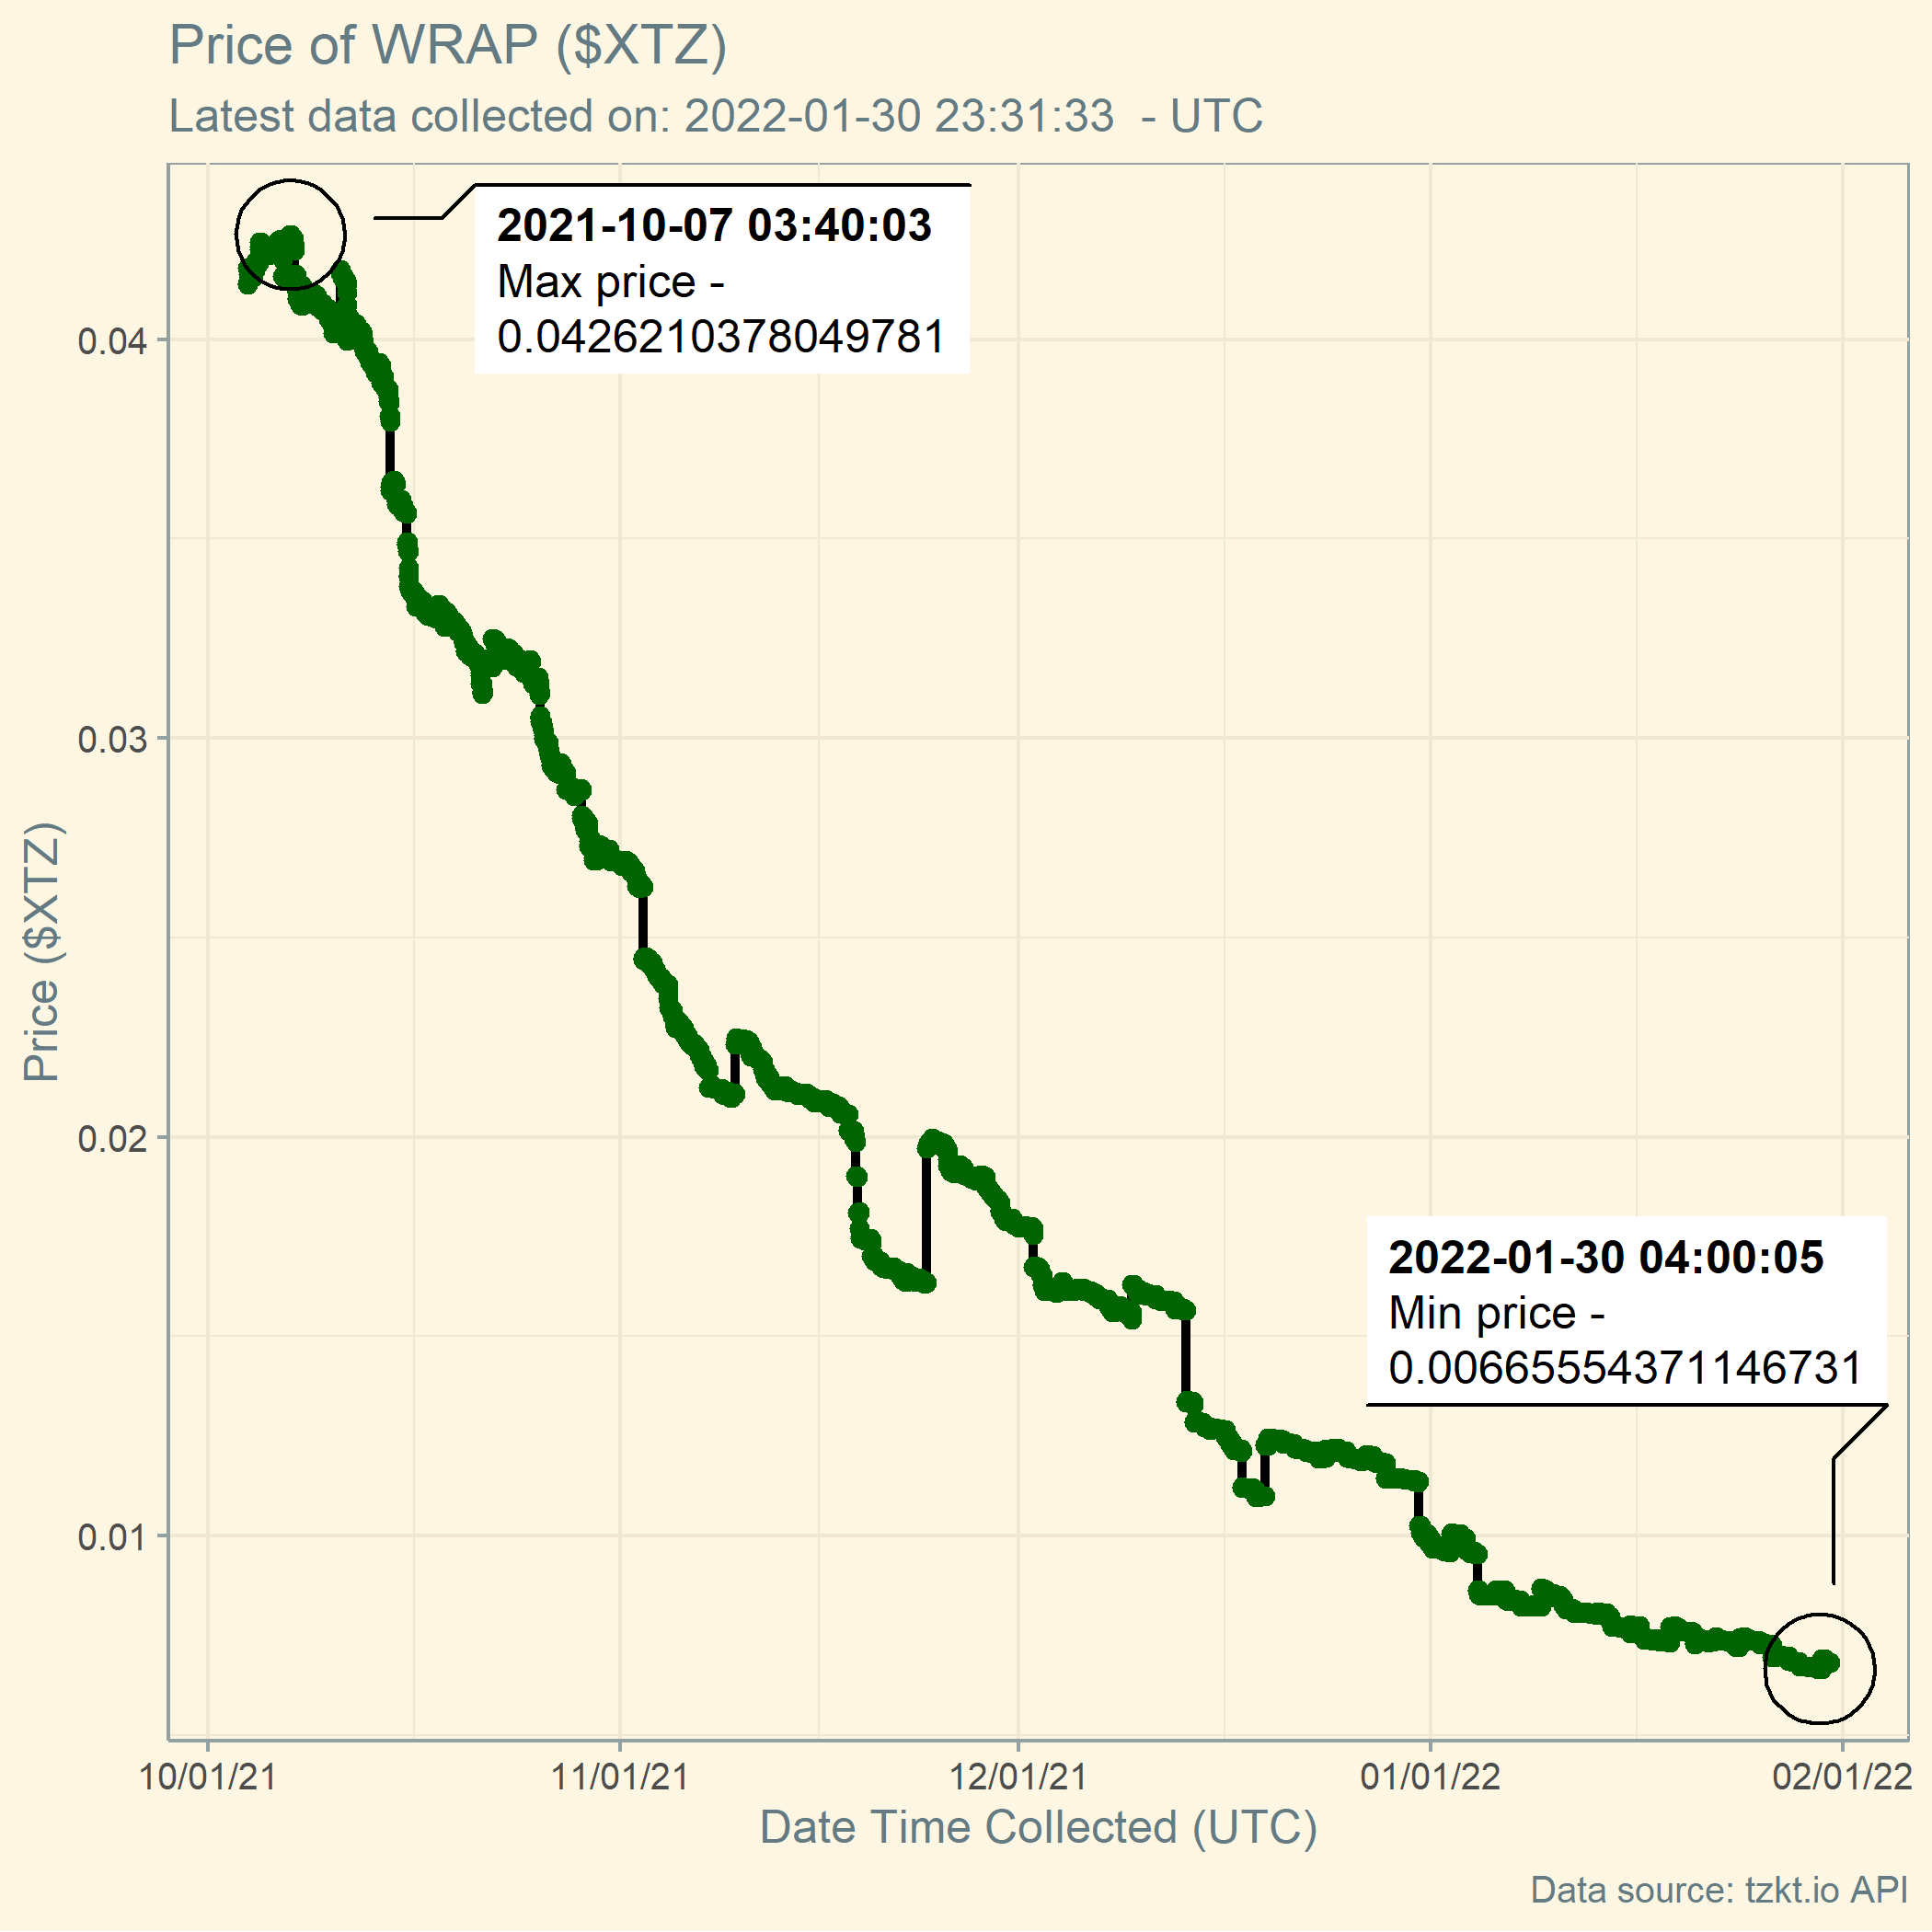 Price of WRAP ($XTZ)
Latest data collected on: 2022-01-30 23:31:33  - UTC
2021-10-07 03:40:03
Max price -
0.0426210378049781
0.04
0.03
0.02
0.01
Price ($XTZ)
2022-01-30 04:00:05
Min price -
0.00665554371146731
10/01/21
11/01/21
12/01/21
01/01/22
02/01/22
Date Time Collected (UTC)
Data source: tzkt.io API